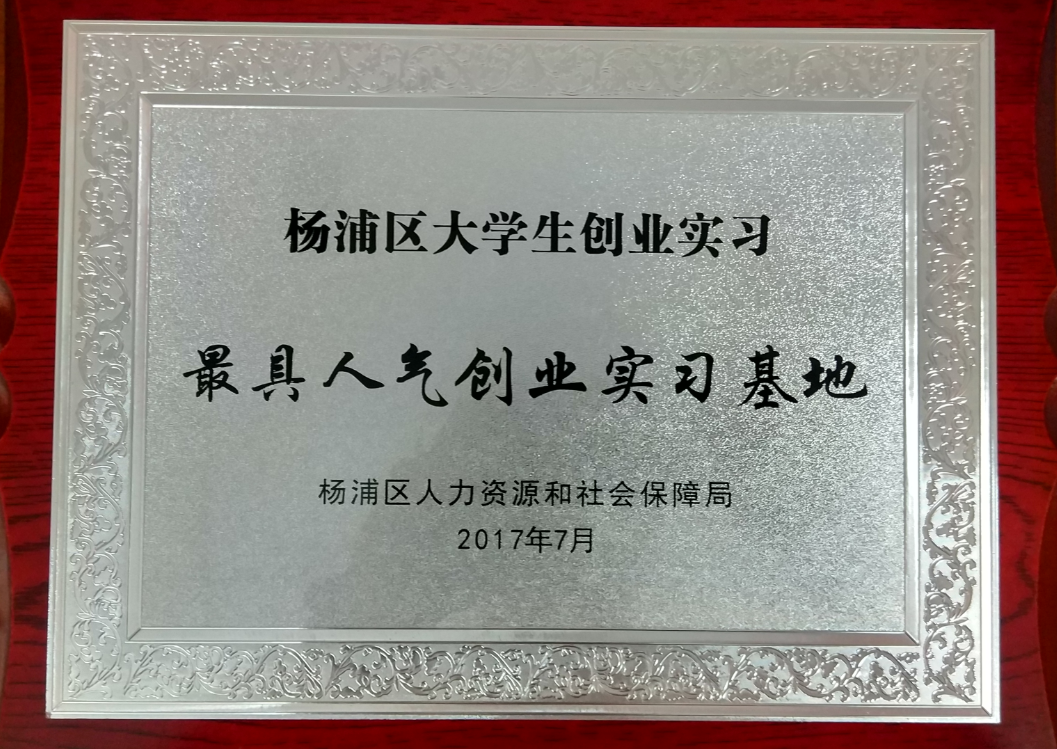 杨浦区大学生创业实习
最具人气创业实习基地
杨浦区人力资源和社会保障局
2017年7月